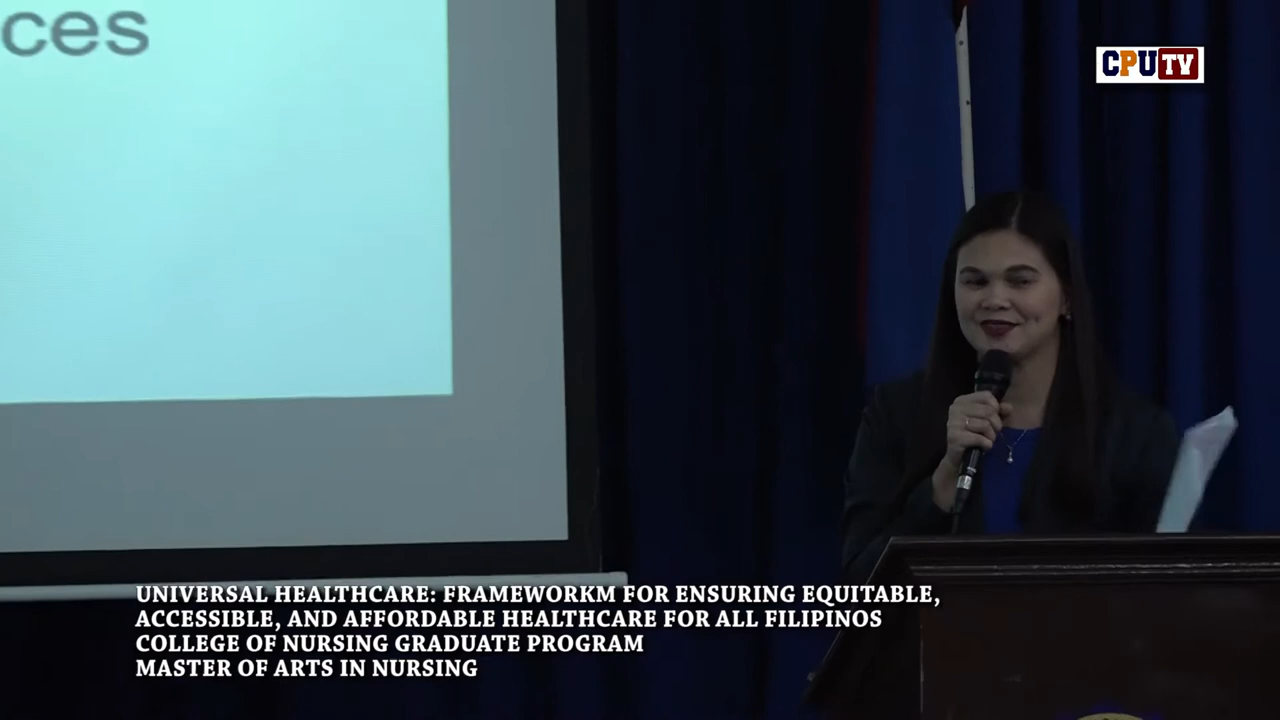 ces
CPUTV
UNIVERSAL HEALTHCARE: FRAMEWORKM FOR ENSURING EQUITABLE,
ACCESSIBLE, AND AFFORDABLE HEALTHCARE FOR ALL FILIPINOS
COLLEGE OF NURSING GRADUATE PROGRAM
MASTER OF ARTS IN NURSING